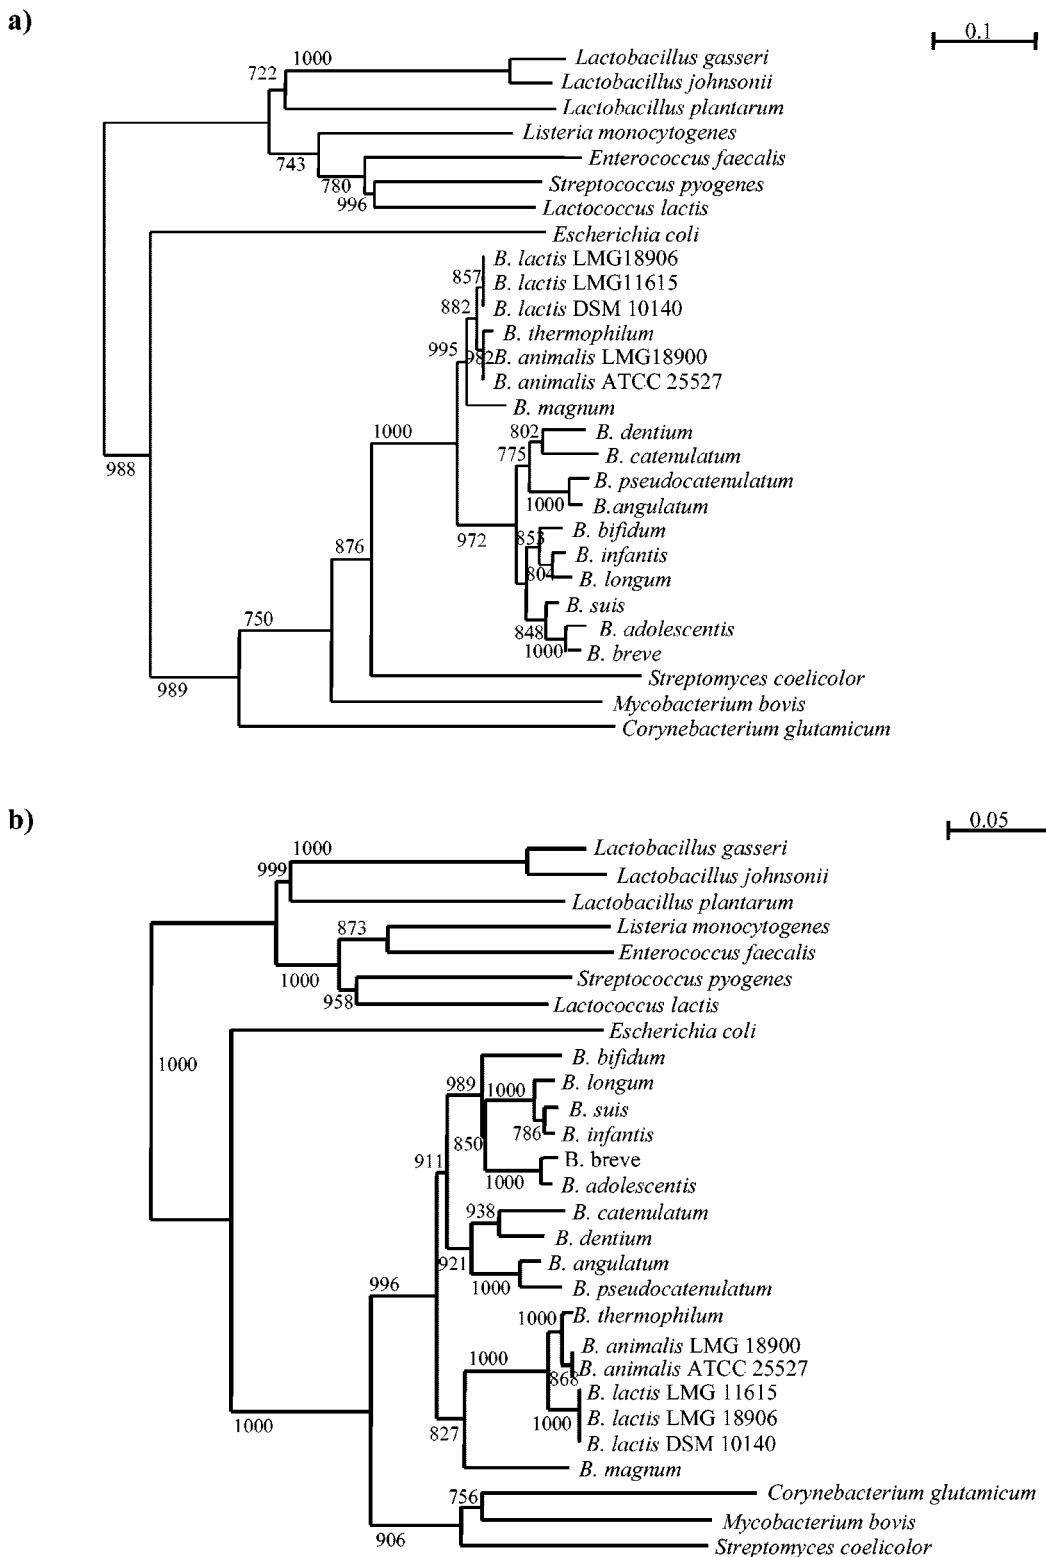 a)
0.1
1000
Lactobacillus gasseri
722
Lactobacillus johnsonii
Lactobacillus plantarum
Listeria monocytogenes
743
Enterococcus faecalis
780
Streptococcus pyogenes
996
Lactococcus lactis
Escherichia coli
B. lactis LMG18906
857
B. lactis LMG11615
882
B. lactis DSM 10140
B. thermophilum
995
982
B. animalis LMG18900
B. animalis ATCC 25527
B. magnum
1000
802
B. dentium
775
B. catenulatum
B. pseudocatenulatum
1000
B.angulatum
972
853
B. bifidum
876
B. infantis
804
B. longum
B. suis
750
848
B. adolescentis
1000
B. breve
988
989
Streptomyces coelicolor
Mycobacterium bovis
Corynebacterium glutamicum
b)
0.05
1000
Lactobacillus gasseri
999
Lactobacillus johnsonii
Lactobacillus plantarum
873
Listeria monocytogenes
Enterococcus faecalis
1000
Streptococcus pyogenes
958
Lactococcus lactis
Escherichia coli
1000
B. bifidum
989
1000
B. longum
B. suis
786
850
B. infantis
911
B. breve
1000
B. adolescentis
938
B. catenulatum
B. dentium
921
B. angulatum
996
1000
B. pseudocatenulatum
1000
B. thermophilum
B. animalis LMG 18900
1000
B. animalis ATCC 25527
868
B. lactis LMG 11615
1000
B. lactis LMG 18906
1000
827
B. lactis DSM 10140
B. magnum
756
Corynebacterium glutamicum
906
Mycobacterium bovis
Streptomyces coelicolor